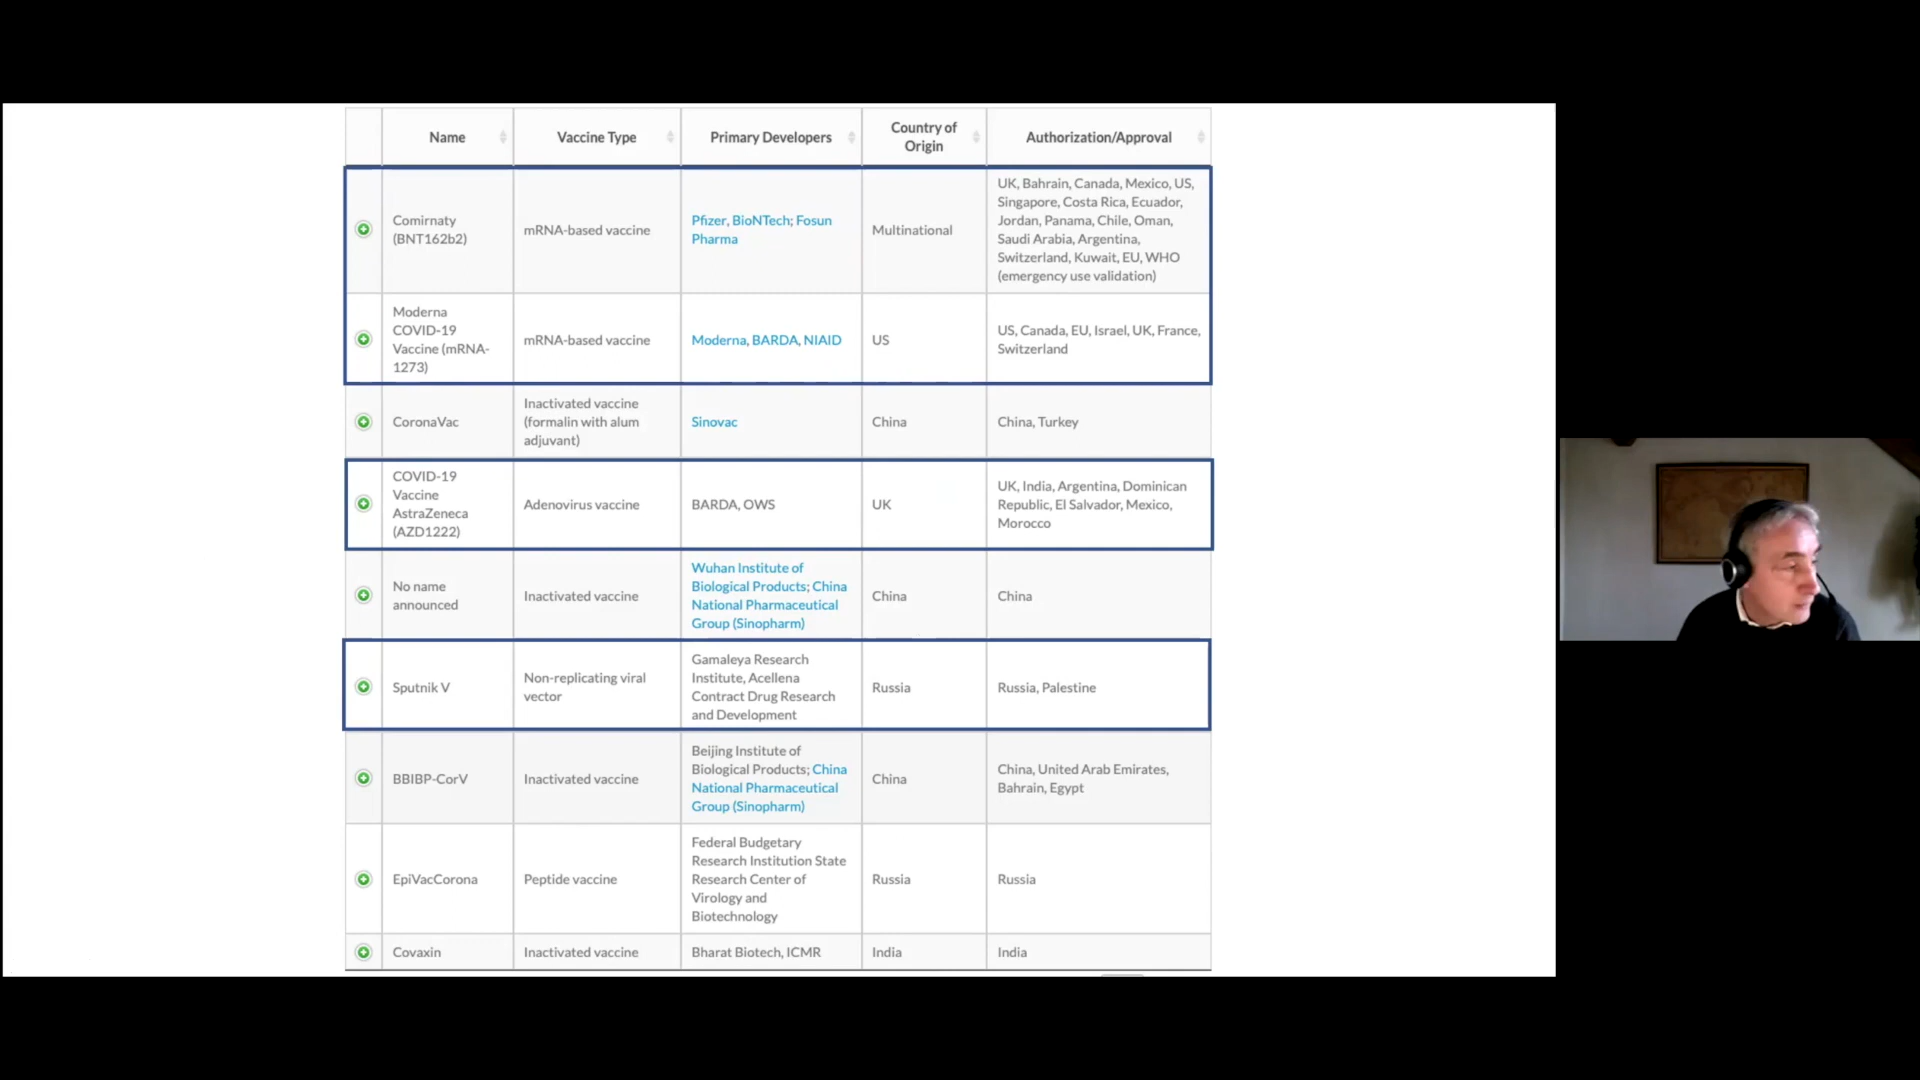 Name
Vaccine Type
Primary Developers
Country of
Origin
Authorization/Approval
Comirnaty
(BNT162b2)
mRNA-based vaccine
Pfizer, BioNTech; Fosun
Pharma
Multinational
UK, Bahrain, Canada, Mexico, US,
Singapore, Costa Rica, Ecuador,
Jordan, Panama, Chile, Oman,
Saudi Arabia, Argentina,
Switzerland, Kuwait, EU, WHO
(emergency use validation)
Moderna
COVID-19
Vaccine (mRNA-
1273)
mRNA-based vaccine
Moderna, BARDA, NIAID
US
US, Canada, EU, Israel, UK, France,
Switzerland
CoronaVac
Inactivated vaccine
(formalin with alum
adjuvant)
Sinovac
China
China, Turkey
COVID-19
Vaccine
AstraZeneca
(AZD1222)
Adenovirus vaccine
BARDA, OWS
UK
UK, India, Argentina, Dominican
Republic, El Salvador, Mexico,
Morocco
No name
announced
Inactivated vaccine
Wuhan Institute of
Biological Products; China
National Pharmaceutical
Group (Sinopharm)
China
China
Sputnik V
Non-replicating viral
vector
Gamaleya Research
Institute, Acellena
Contract Drug Research
and Development
Russia
Russia, Palestine
BBIBP-CorV
Inactivated vaccine
Beijing Institute of
Biological Products; China
National Pharmaceutical
Group (Sinopharm)
China
China, United Arab Emirates,
Bahrain, Egypt
EpiVacCorona
Peptide vaccine
Federal Budgetary
Research Institution State
Research Center of
Virology and
Biotechnology
Russia
Russia
Covaxin
Inactivated vaccine
Bharat Biotech, ICMR
India
India